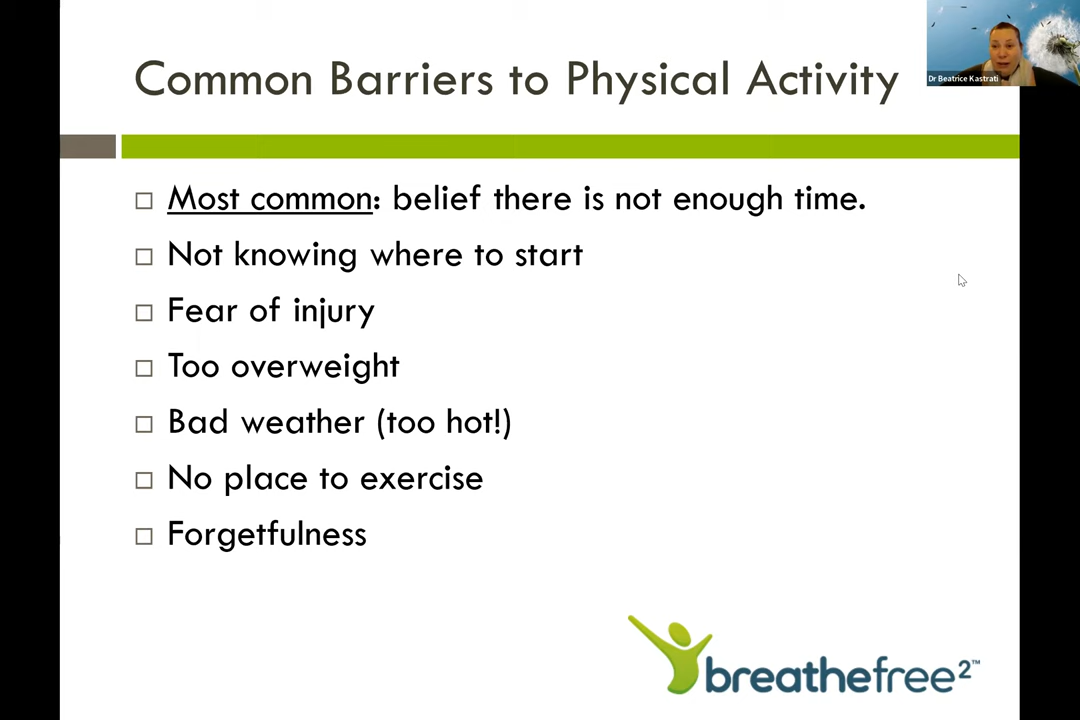 Common Barriers to Physical Activity
Dr Beatrice Kastrati
Most common: belief there is not enough time.
Not knowing where to start
Fear of injury
Too overweight
Bad weather (too hot!)
No place to exercise
Forgetfulness
breathefree2™